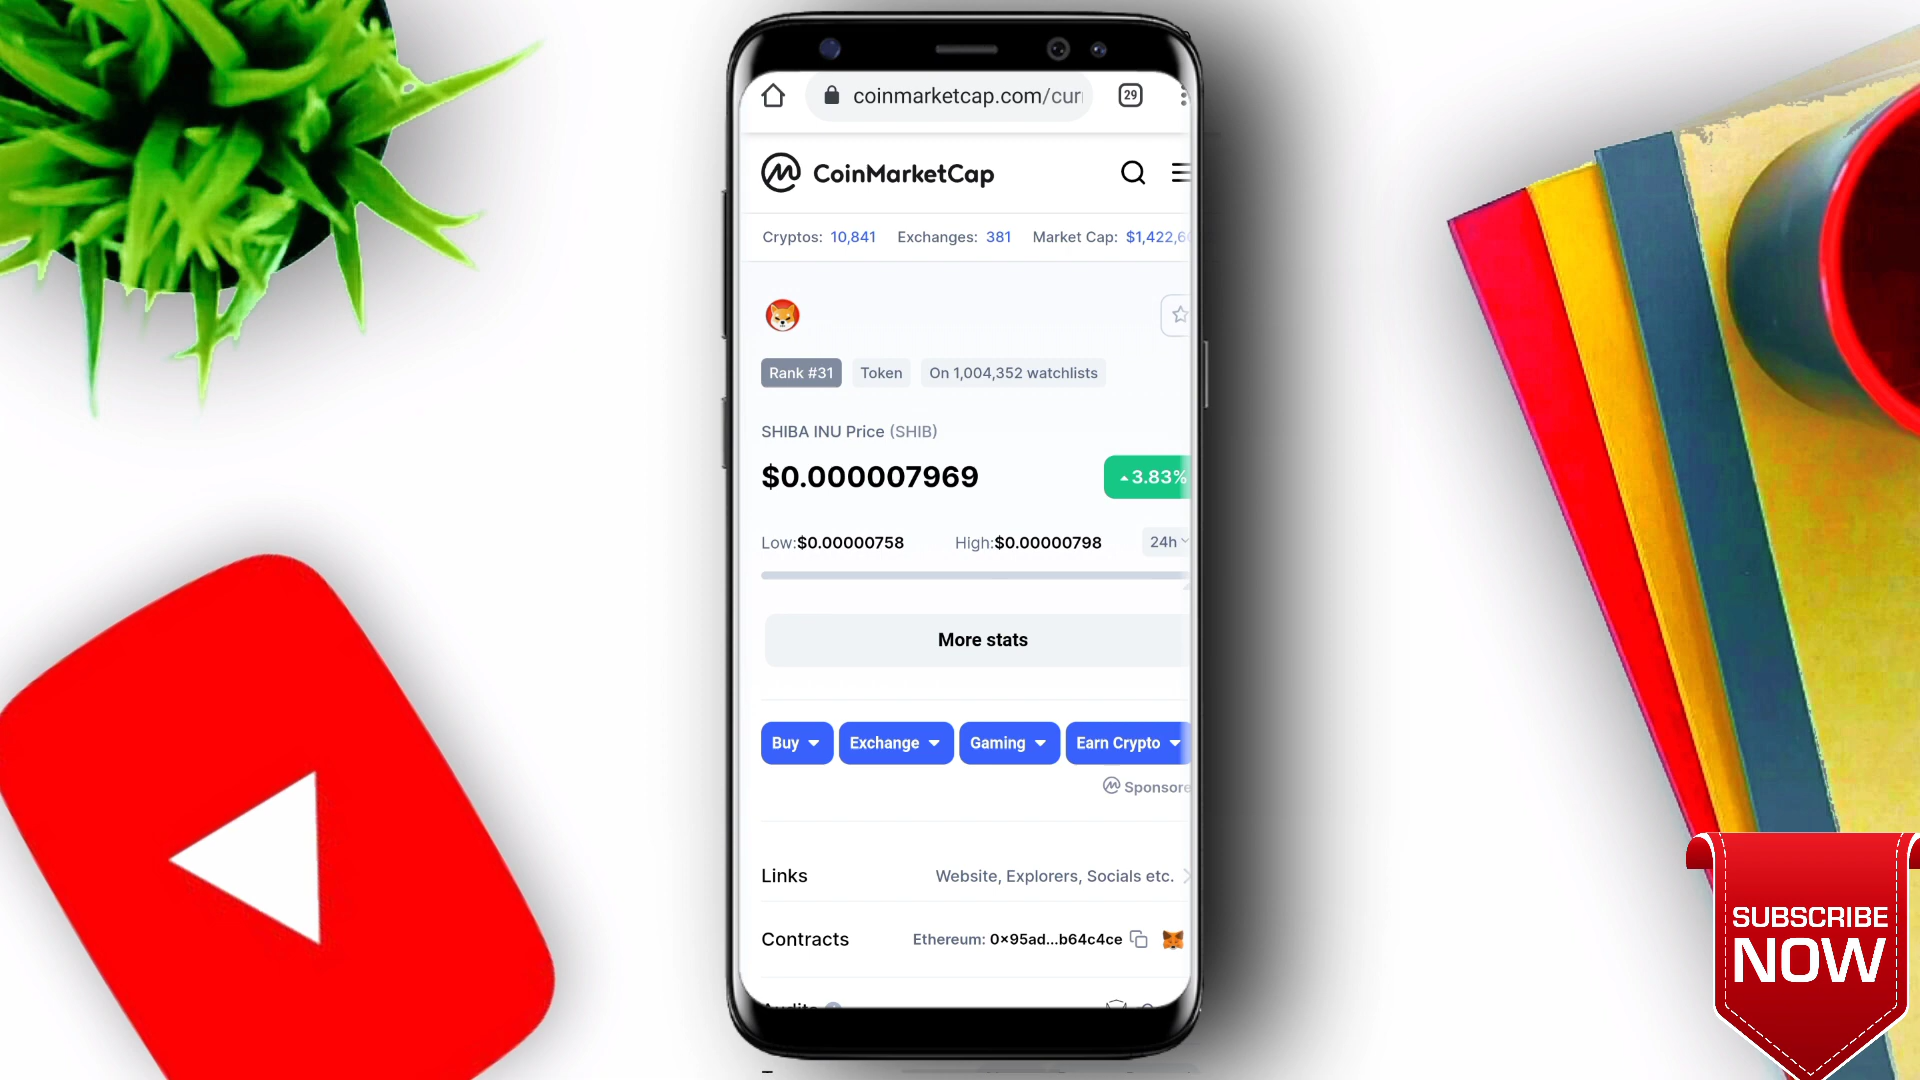 coinmarketcap.com/cur
29
CoinMarketCap
Cryptos: 10,841 Exchanges: 381 Market Cap: $1,422,6
Rank #31 Token On 1,004,352 watchlists
SHIBA INU Price (SHIB)
$0.000007969 3.83%
Low:$0.00000758 High:$0.00000798 24h
More stats
Buy Exchange Gaming Earn Crypto
Sponsore
Links Website, Explorers, Socials etc.
Contracts Ethereum: 0×95ad...b64c4ce
SUBSCRIBE
NOW